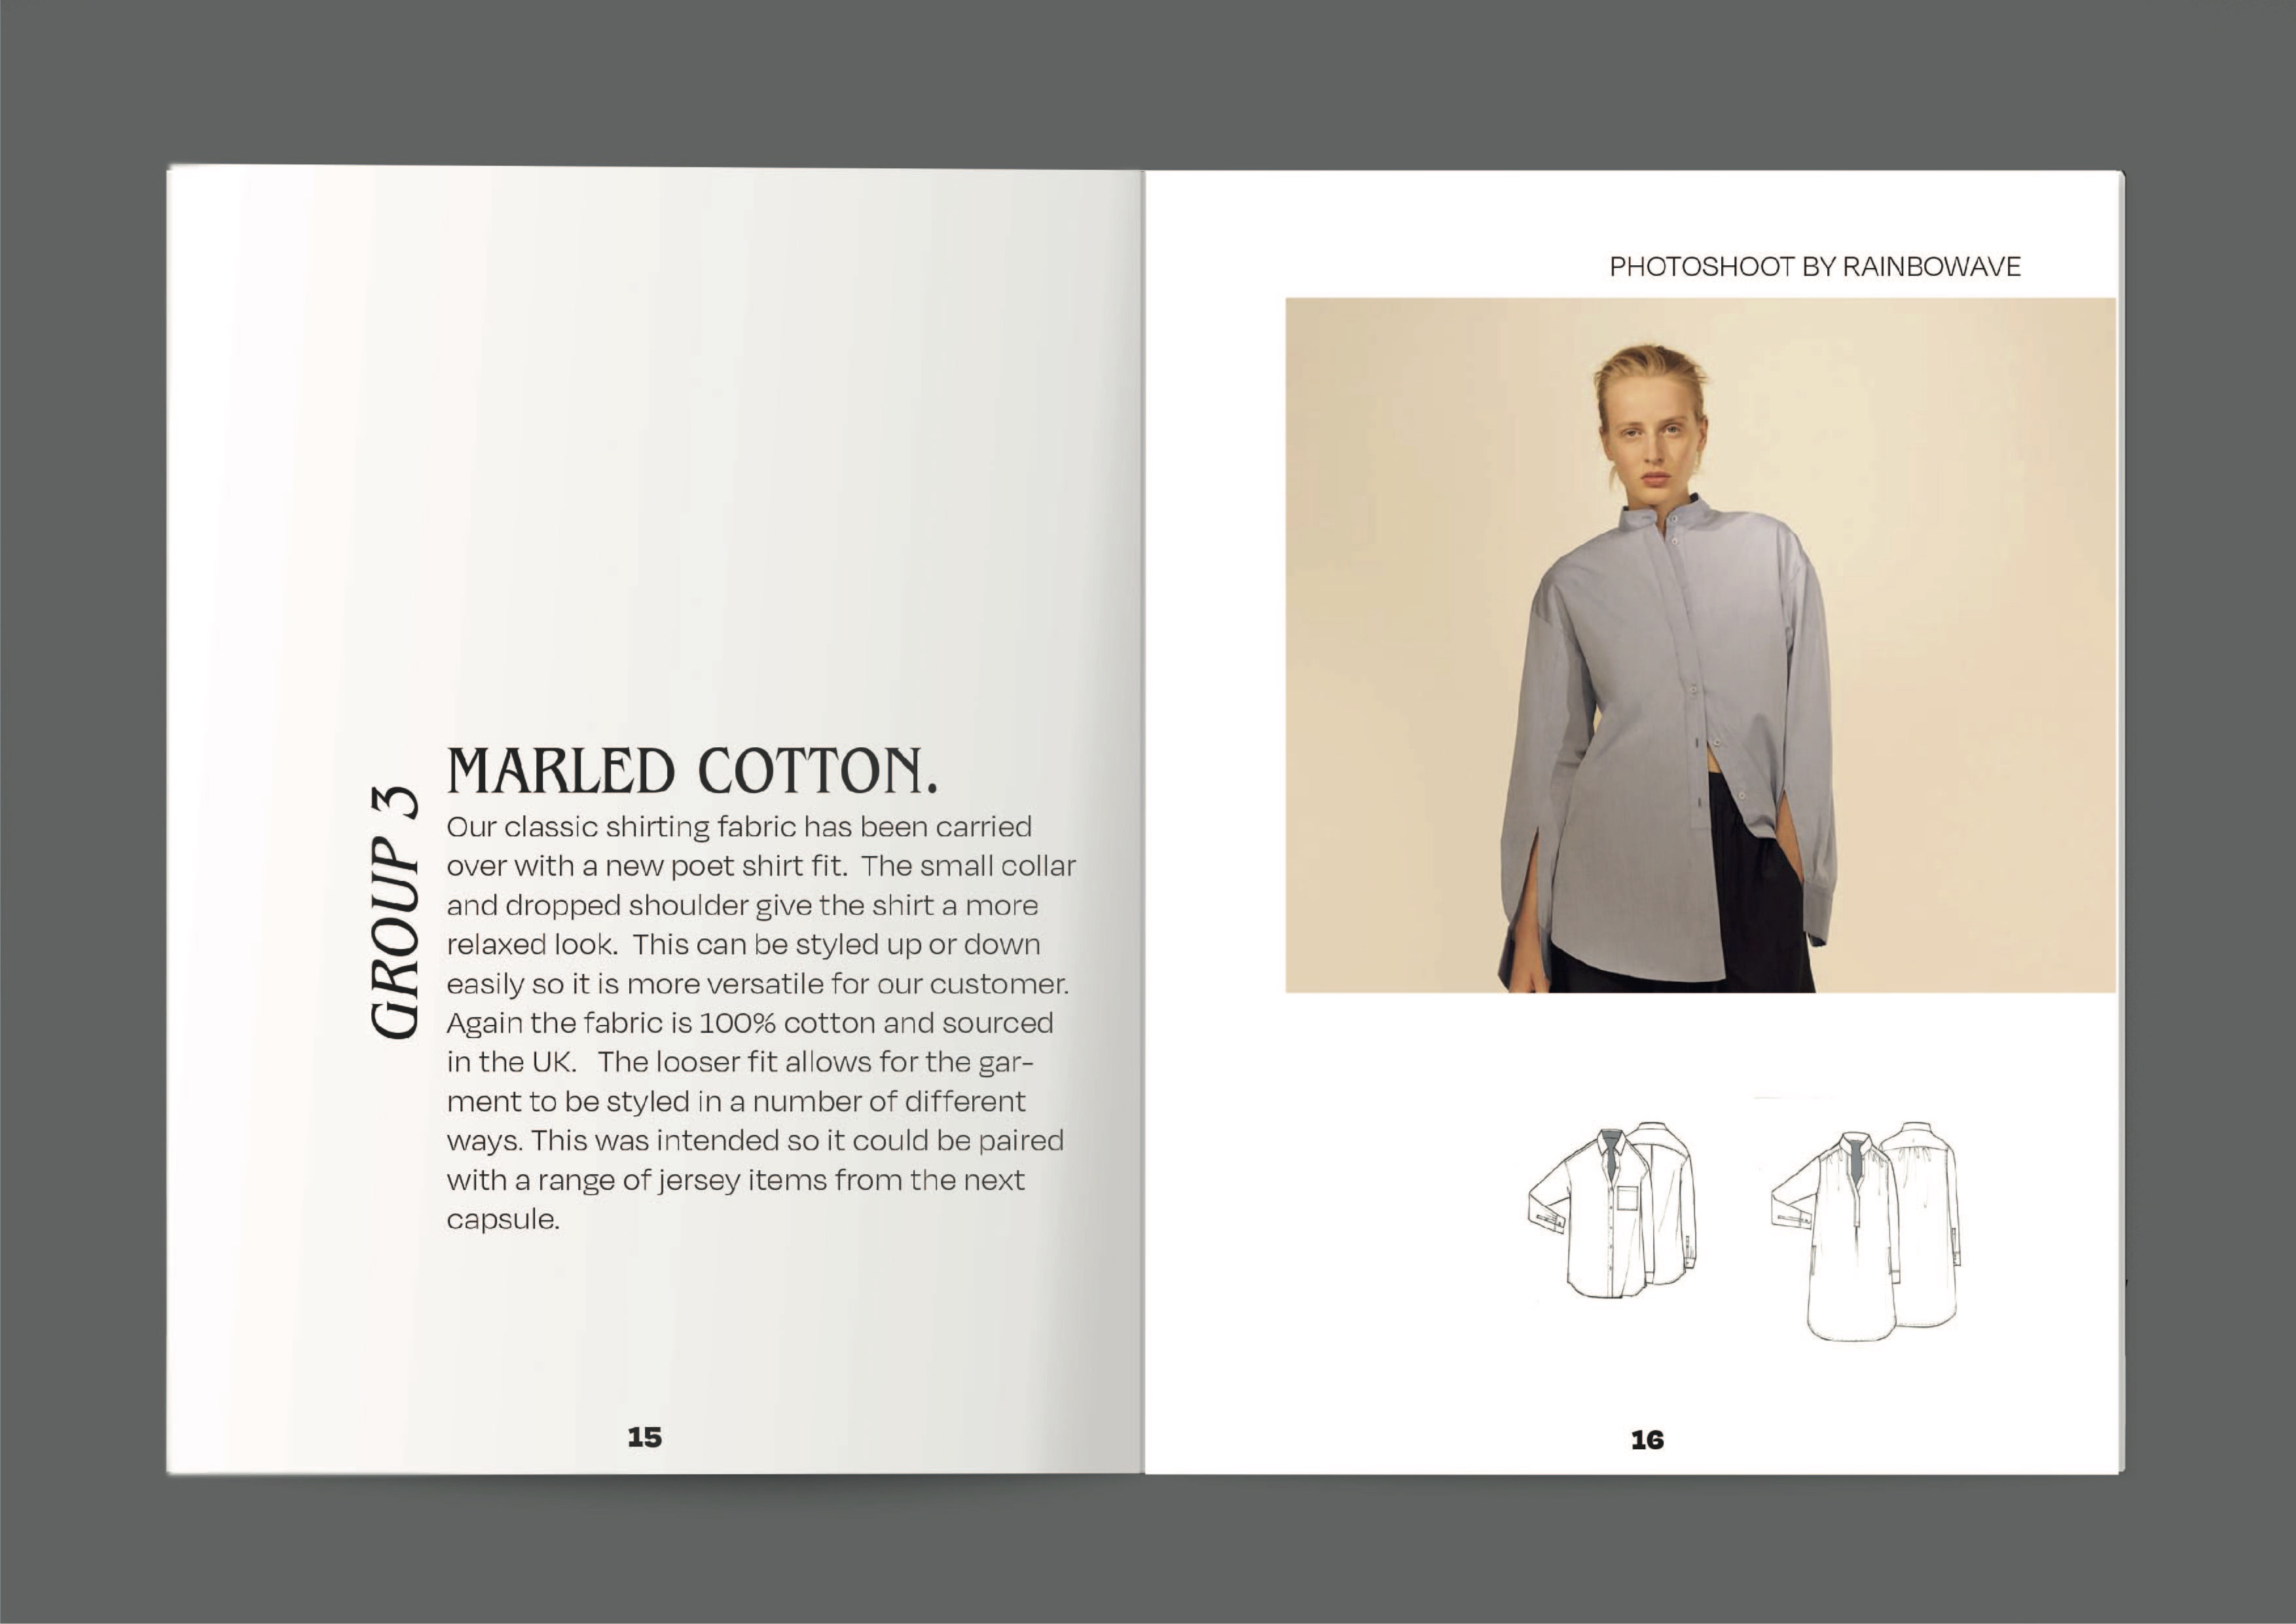 GROUP 3
MARLED COTTON.
Our classic shirting fabric has been carried
over with a new poet shirt fit.  The small collar
and dropped shoulder give the shirt a more
relaxed look.  This can be styled up or down
easily so it is more versatile for our customer.
Again the fabric is 100% cotton and sourced
in the UK.   The looser fit allows for the gar-
ment to be styled in a number of different
ways. This was intended so it could be paired
with a range of jersey items from the next
capsule.
15
PHOTOSHOOT BY RAINBOWAVE
16